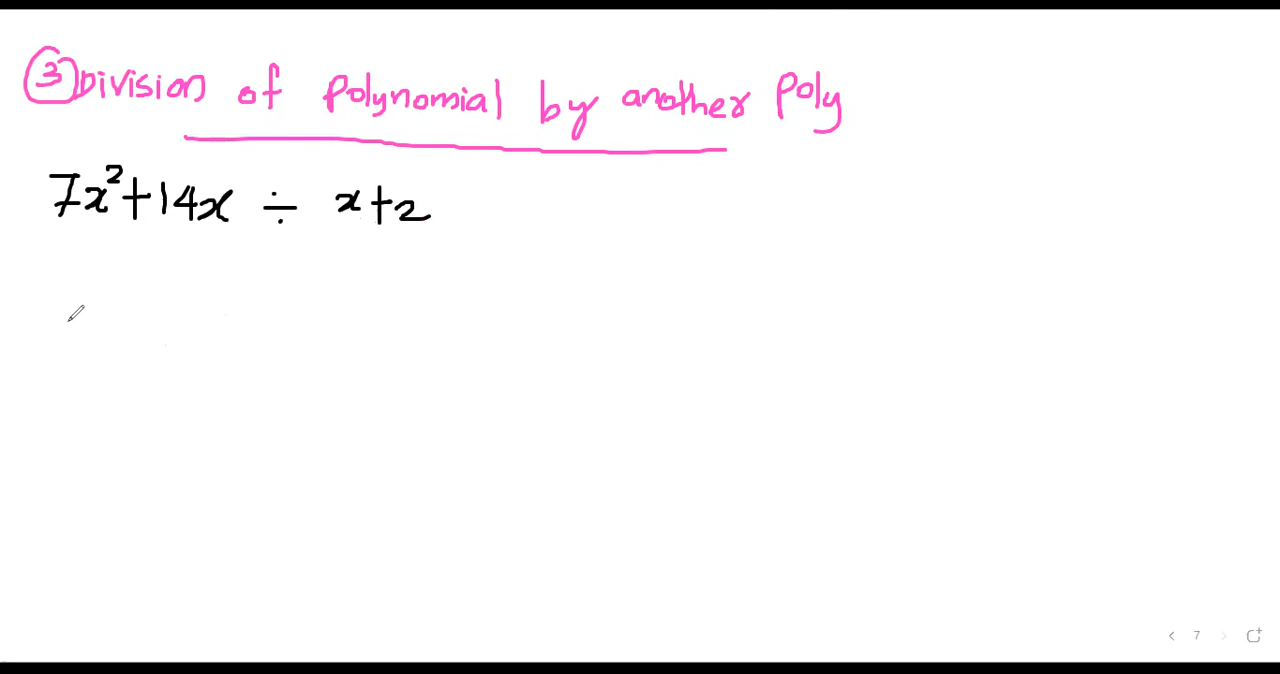 ③ Division of Polynomial by another Poly
7x²+14x ÷ x+2
7